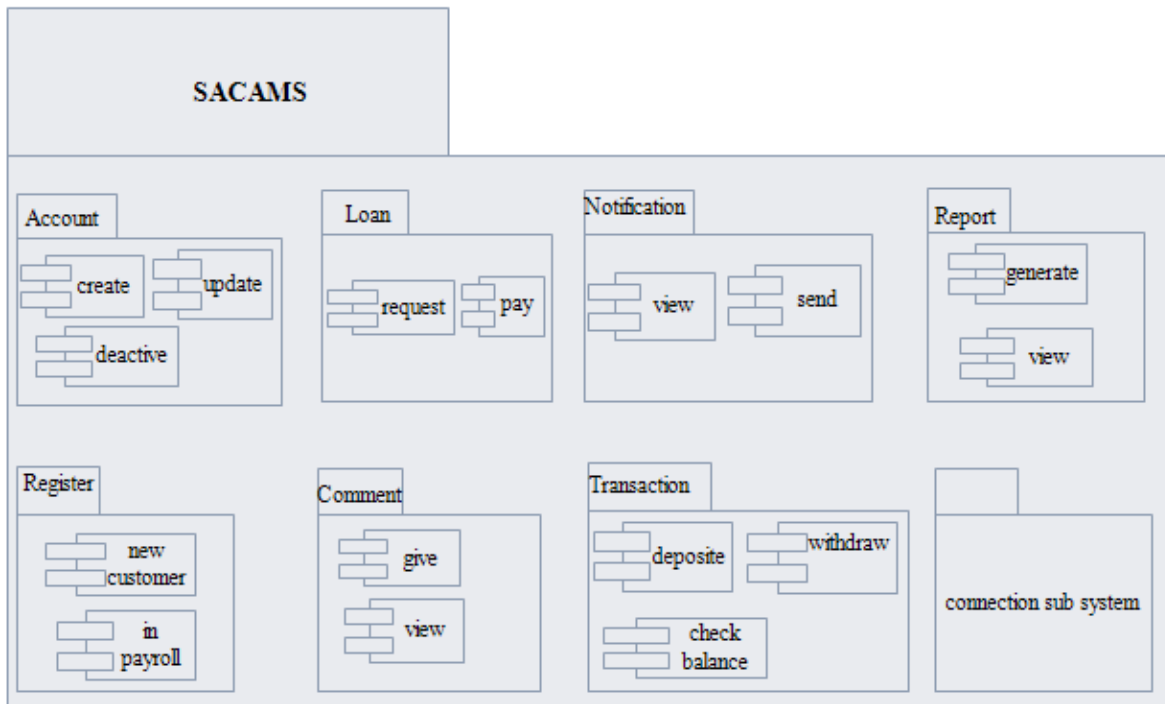 SACAMS
Account
create
update
deactive
Loan
request
pay
Notification
view
send
Report
generate
view
Register
new
customer
in
payroll
Comment
give
view
Transaction
deposite
withdraw
check
balance
connection sub system